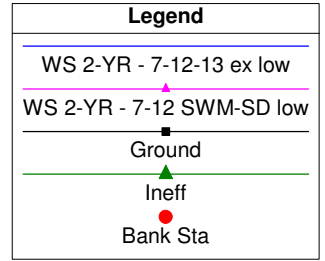 Legend
WS 2-YR - 7-12-13 ex low
WS 2-YR - 7-12 SWM-SD low
Ground
Ineff
Bank Sta